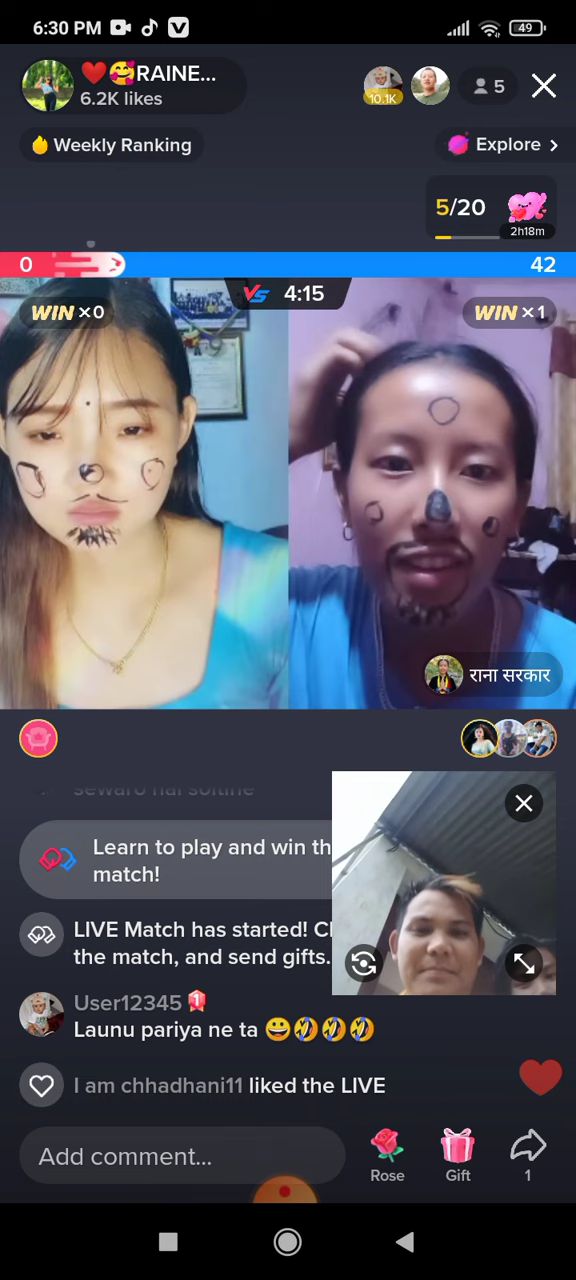 6:30 PM
49
❤️🥰RAINE...
6.2K likes
10.1K
5
Weekly Ranking
Explore
5/20
2h18m
0
42
WIN ×0
VS 4:15
WIN ×1
राना सरकार
Learn to play and win th
match!
LIVE Match has started! Cl
the match, and send gifts.
User12345 1
Launu pariya ne ta 😀🤣🤣🤣
I am chhadhani11 liked the LIVE
Add comment...
Rose
Gift
1